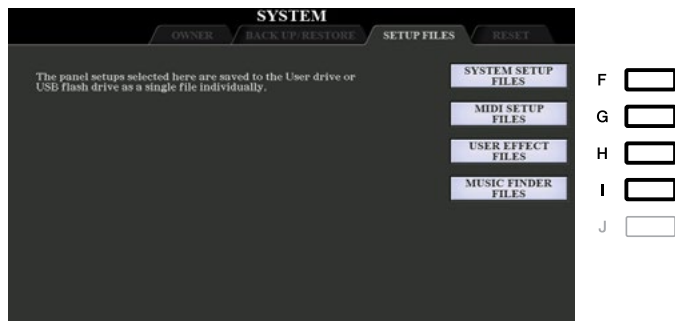 SYSTEM
OWNER BACK UP/RESTORE SETUP FILES RESET
The panel setups selected here are saved to the User drive or
USB flash drive as a single file individually.
SYSTEM SETUP
FILES
MIDI SETUP
FILES
USER EFFECT
FILES
MUSIC FINDER
FILES
F
G
H
I
J